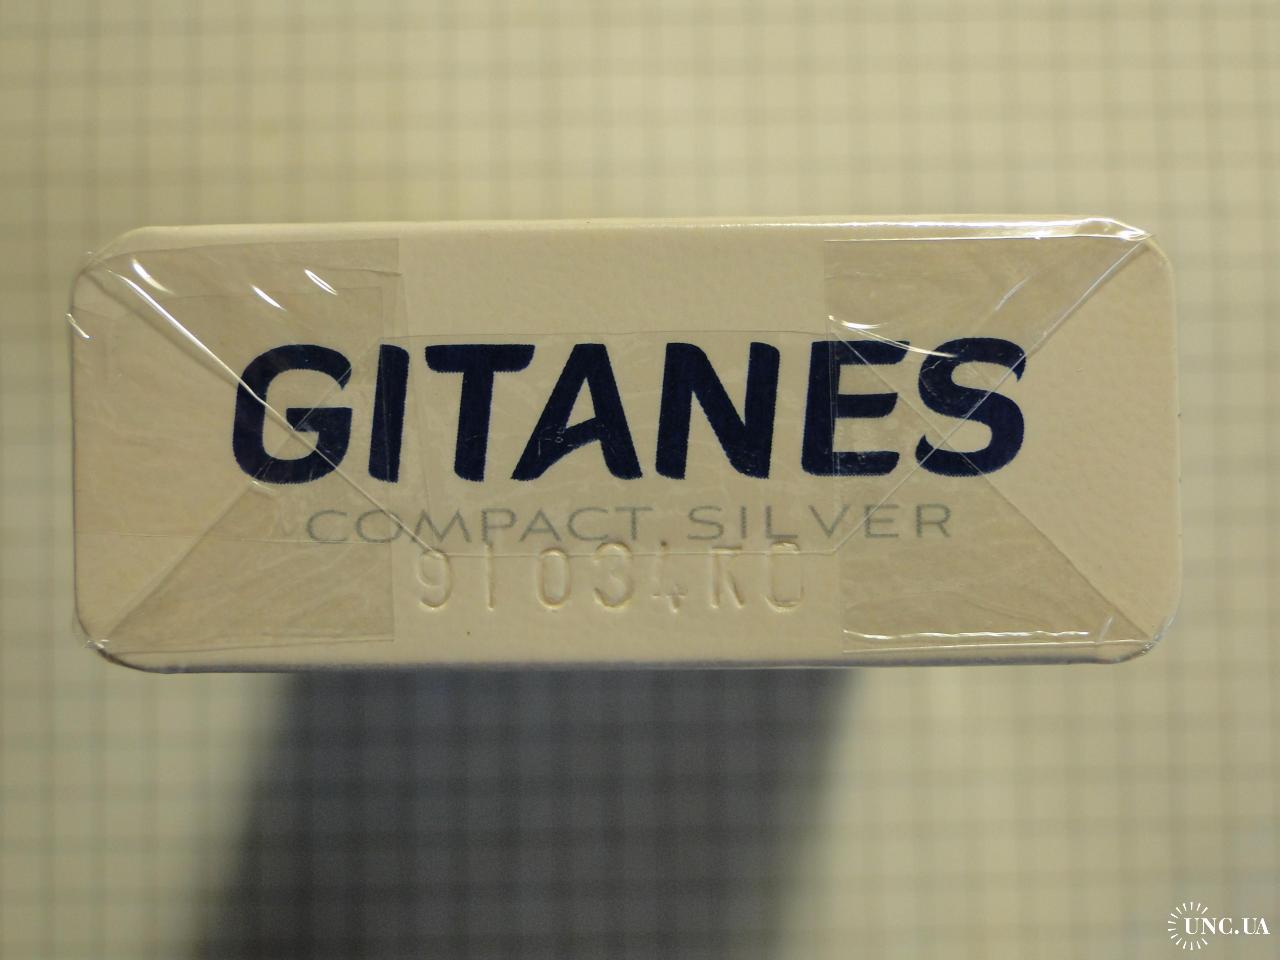 GITANES
COMPACT SILVER
91034KC
UNC.UA